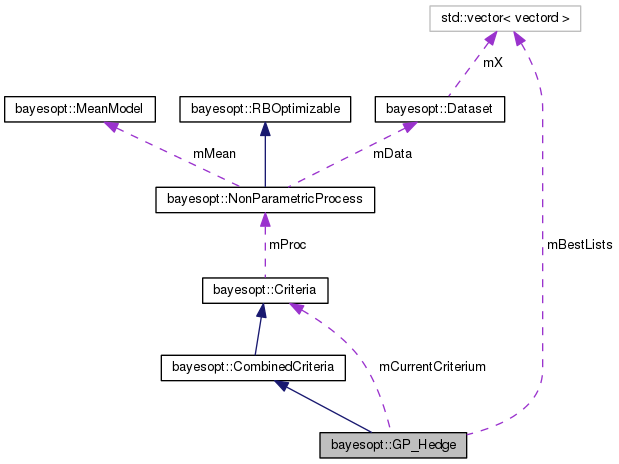 std::vector< vectord >
mX
bayesopt::MeanModel
bayesopt::RBOptimizable
bayesopt::Dataset
mMean
mData
bayesopt::NonParametricProcess
mProc
mBestLists
bayesopt::Criteria
bayesopt::CombinedCriteria
mCurrentCriterium
bayesopt::GP_Hedge